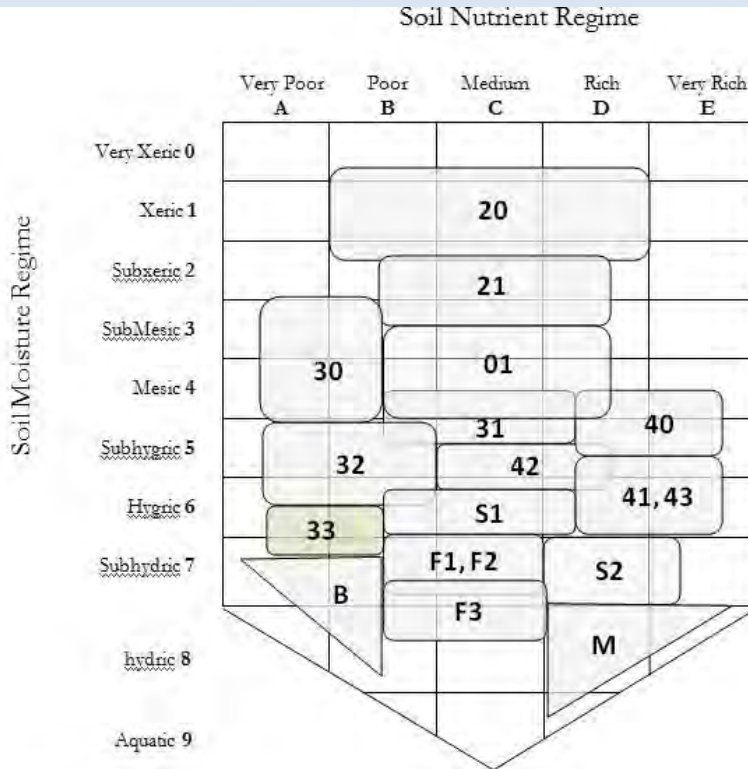 Soil Nutrient Regime
Very Poor Poor Medium Rich Very Rich
A B C D E
Soil Moisture Regime
Very Xeric 0
Xeric 1
20
Subxeric 2
21
SubMesic 3
30
01
Mesic 4
31
40
Subhygric 5
32
42
Hygric 6
S1
41, 43
33
Subhydric 7
F1, F2
S2
B
F3
M
hydric 8
Aquatic 9